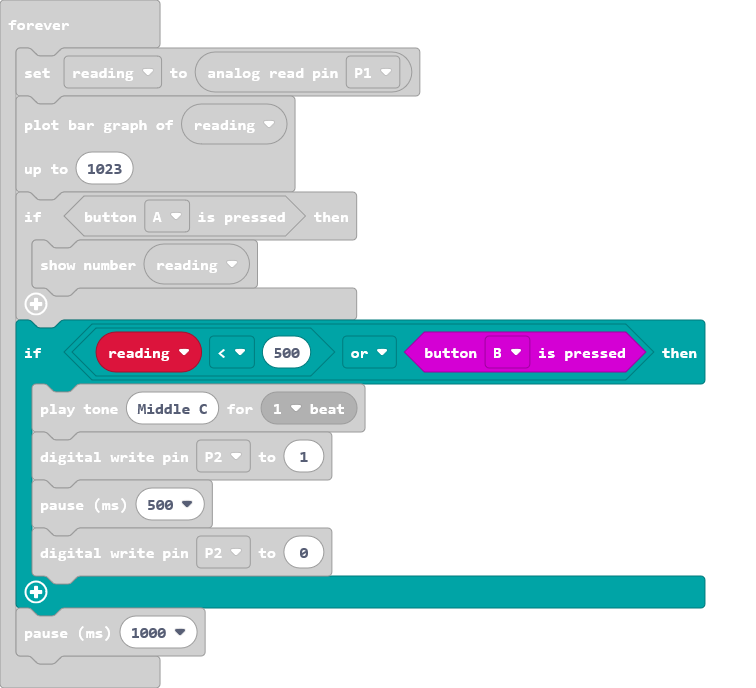 forever
set reading to analog read pin P1
plot bar graph of reading
up to 1023
if button A is pressed then
show number reading
if reading < 500 or button B is pressed then
play tone Middle C for 1 beat
digital write pin P2 to 1
pause (ms) 500
digital write pin P2 to 0
pause (ms) 1000